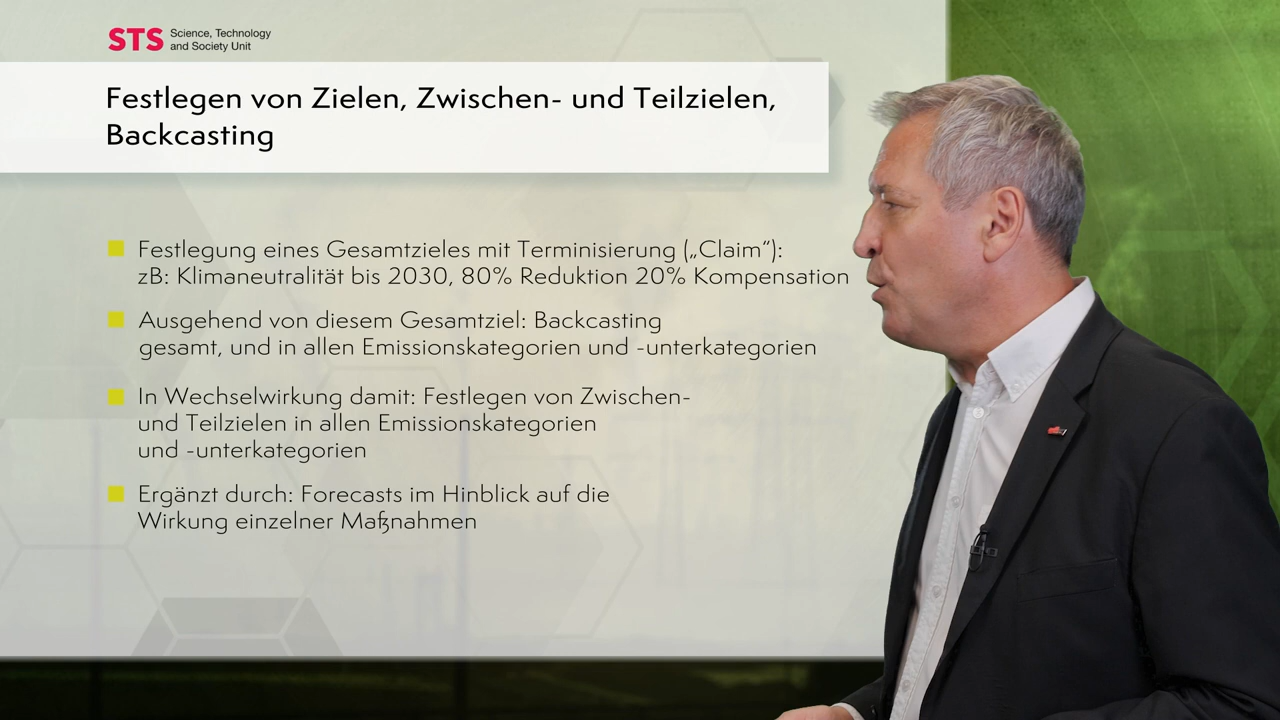 STS Science, Technology
and Society Unit
Festlegen von Zielen, Zwischen- und Teilzielen,
Backcasting
Festlegung eines Gesamtzieles mit Terminisierung („Claim“):
zB: Klimaneutralität bis 2030, 80% Reduktion 20% Kompensation
Ausgehend von diesem Gesamtziel: Backcasting
gesamt, und in allen Emissionskategorien und -unterkategorien
In Wechselwirkung damit: Festlegen von Zwischen-
und Teilzielen in allen Emissionskategorien
und -unterkategorien
Ergänzt durch: Forecasts im Hinblick auf die
Wirkung einzelner Maßnahmen